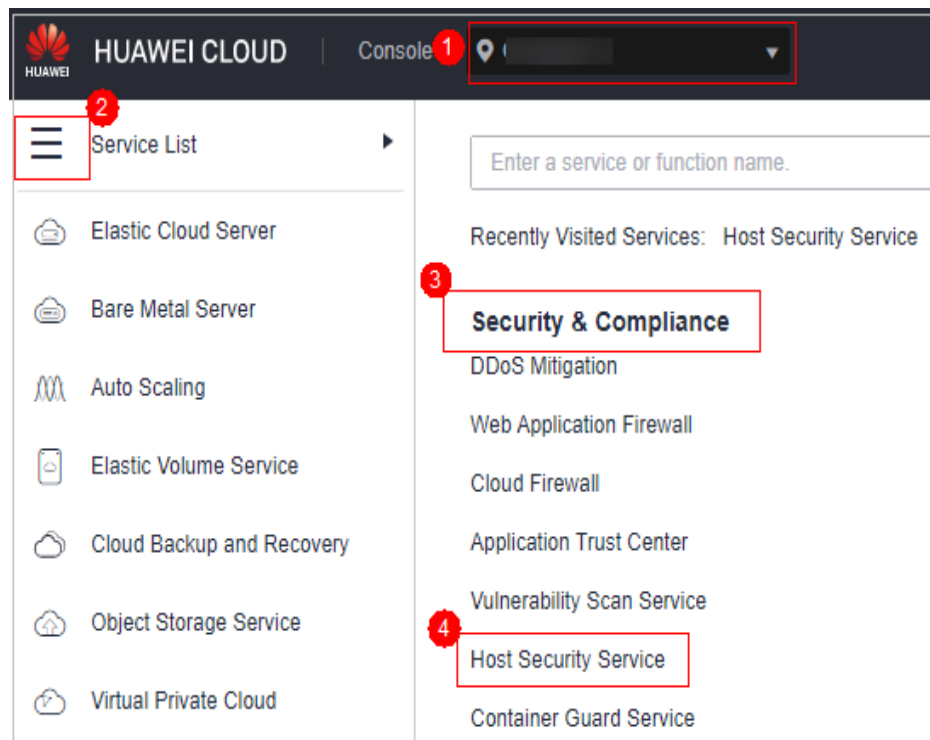 HUAWEI
HUAWEI CLOUD
Console
1
2
Service List
Enter a service or function name.
Elastic Cloud Server
Recently Visited Services: Host Security Service
3
Bare Metal Server
Security & Compliance
DDoS Mitigation
Auto Scaling
Web Application Firewall
Elastic Volume Service
Cloud Firewall
Cloud Backup and Recovery
Application Trust Center
Object Storage Service
Vulnerability Scan Service
4
Host Security Service
Virtual Private Cloud
Container Guard Service